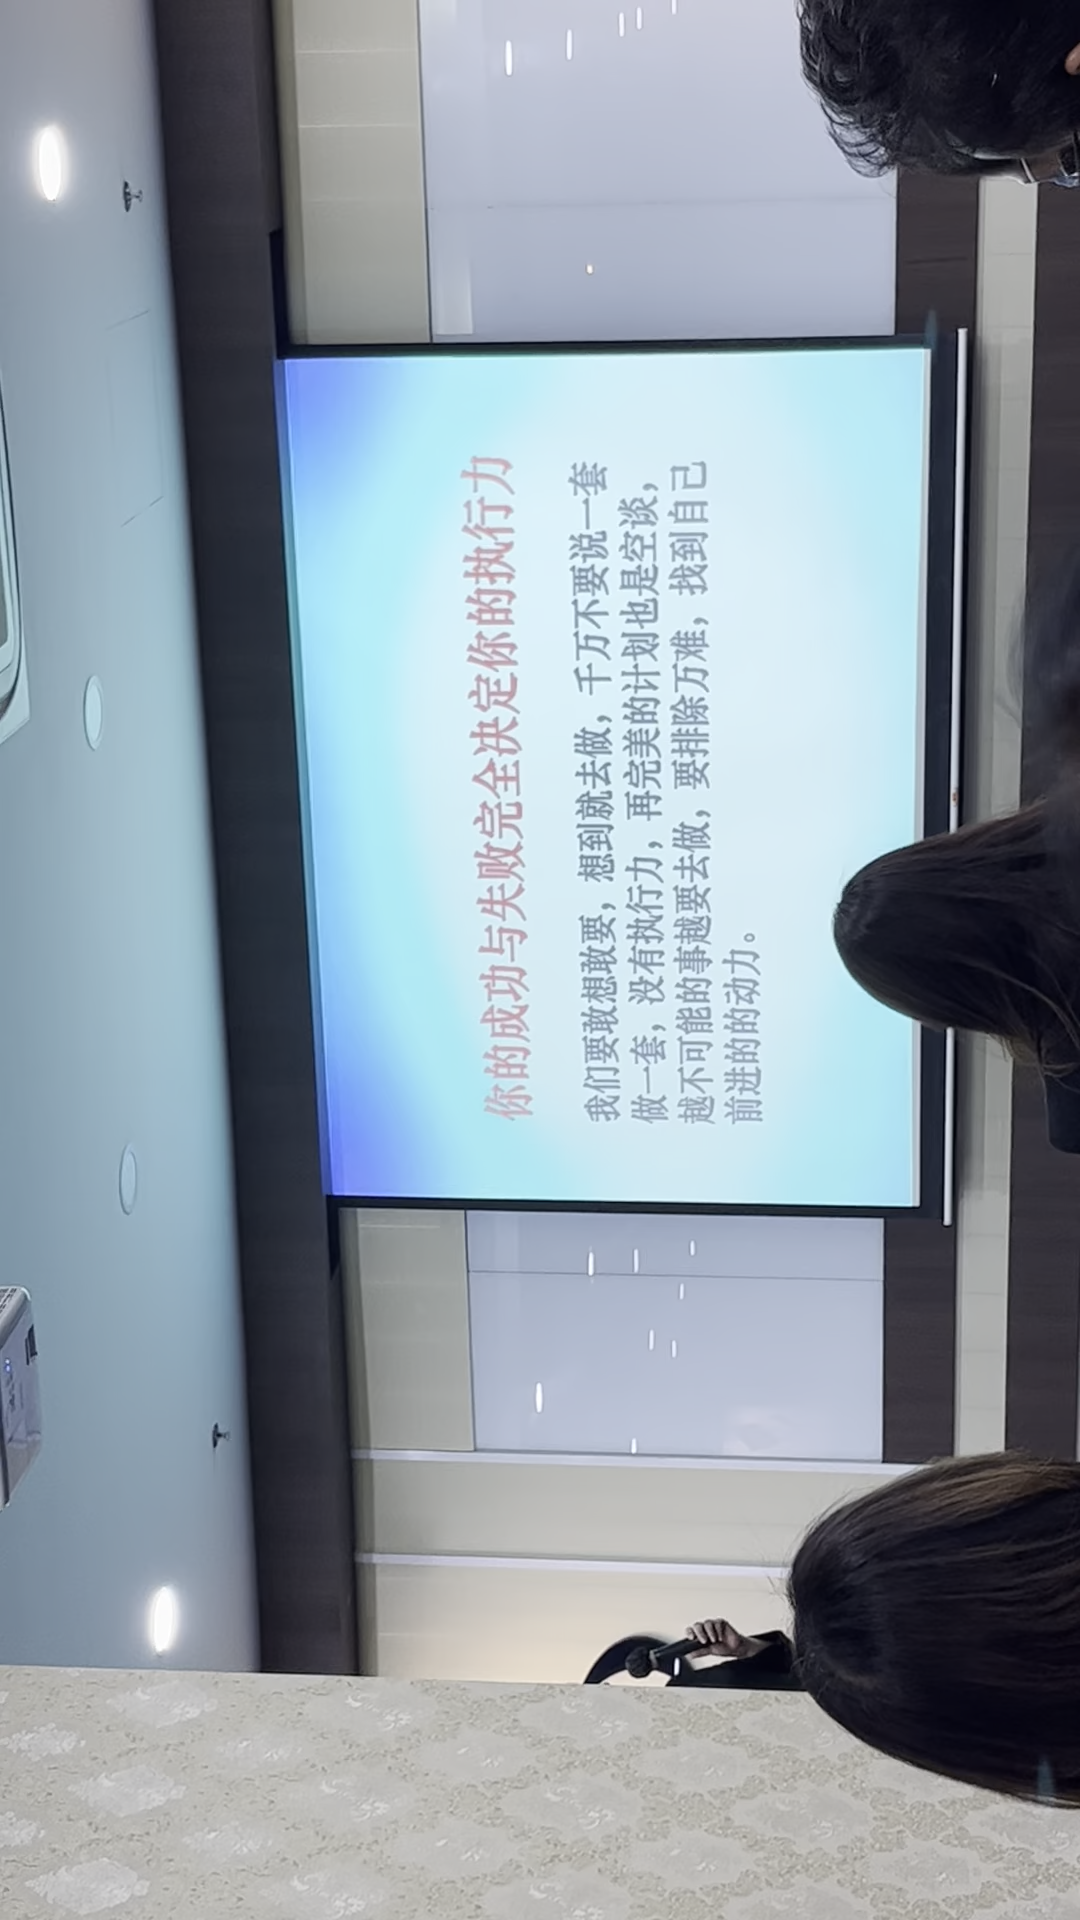 你的成功与失败完全决定你的执行力
我们要敢想敢要，想到就去做，千万不要说一套
做一套，没有执行力，再完美的计划也是空谈，
越不可能的事越要去做，要排除万难，找到自己
前进的的动力。